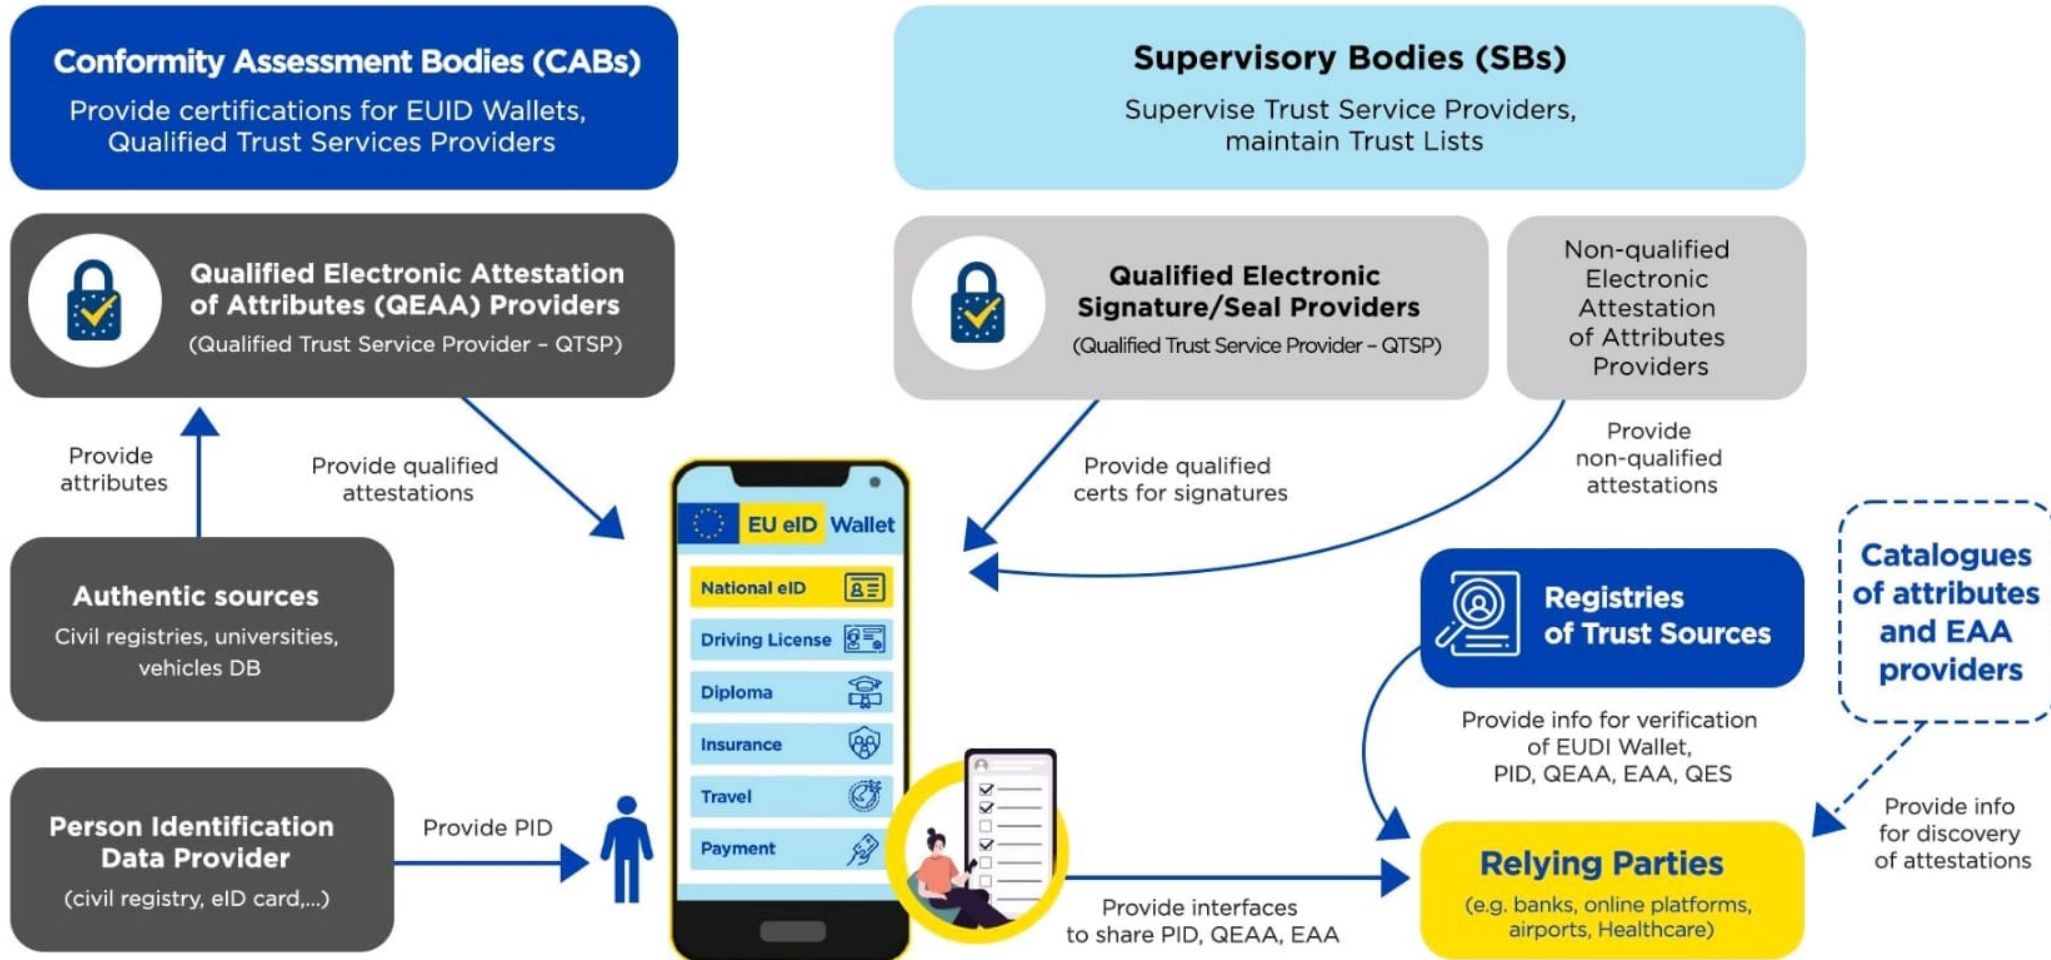 Conformity Assessment Bodies (CABs)
Provide certifications for EUID Wallets,
Qualified Trust Services Providers
Supervisory Bodies (SBs)
Supervise Trust Service Providers,
maintain Trust Lists
Qualified Electronic Attestation
of Attributes (QEAA) Providers
(Qualified Trust Service Provider – QTSP)
Qualified Electronic
Signature/Seal Providers
(Qualified Trust Service Provider – QTSP)
Non-qualified
Electronic
Attestation
of Attributes
Providers
Provide
attributes
Provide qualified
attestations
Provide qualified
certs for signatures
Provide
non-qualified
attestations
Authentic sources
Civil registries, universities,
vehicles DB
EU eID Wallet
National eID
Driving License
Diploma
Insurance
Travel
Payment
Registries
of Trust Sources
Catalogues
of attributes
and EAA
providers
Provide info for verification
of EUDI Wallet,
PID, QEAA, EAA, QES
Person Identification
Data Provider
(civil registry, eID card,...)
Provide PID
Provide interfaces
to share PID, QEAA, EAA
Relying Parties
(e.g. banks, online platforms,
airports, Healthcare)
Provide info
for discovery
of attestations